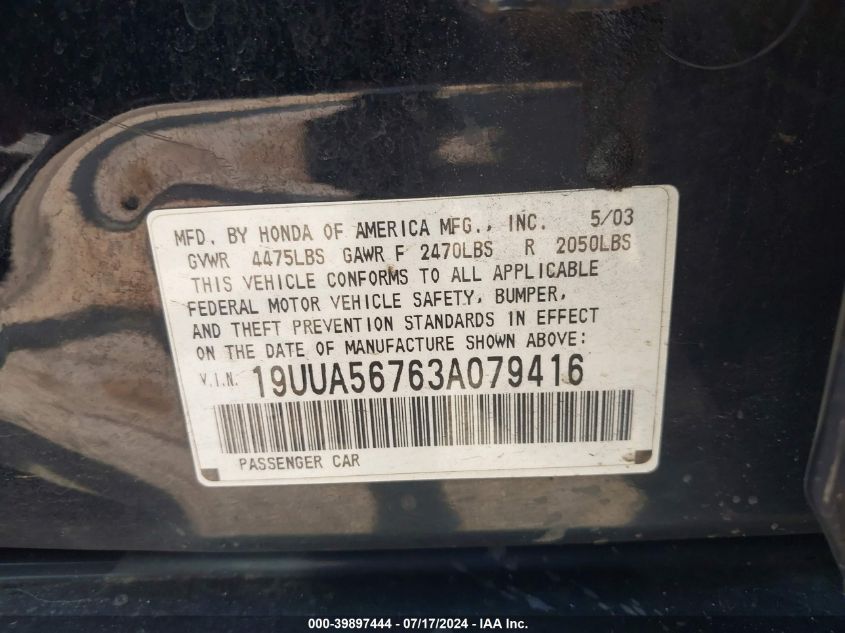 MFD. BY HONDA OF AMERICA MFG., INC. 5/03
GVWR 4475LBS GAWR F 2470LBS R 2050LBS
THIS VEHICLE CONFORMS TO ALL APPLICABLE
FEDERAL MOTOR VEHICLE SAFETY, BUMPER,
AND THEFT PREVENTION STANDARDS IN EFFECT
ON THE DATE OF MANUFACTURE SHOWN ABOVE:
V.I.N: 19UUA56763A079416
PASSENGER CAR
000-39897444 - 07/17/2024 - IAA Inc.